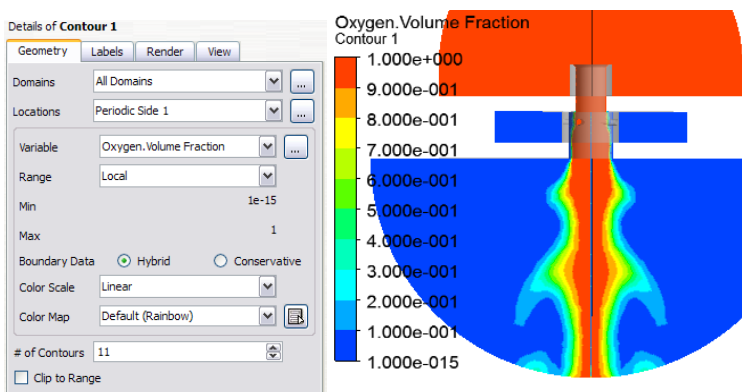 Details of Contour 1
Geometry Labels Render View
Domains All Domains ...
Locations Periodic Side 1 ...
Variable Oxygen.Volume Fraction ...
Range Local
Min 1e-15
Max 1
Boundary Data Hybrid Conservative
Color Scale Linear
Color Map Default (Rainbow)
# of Contours 11
Clip to Range
Oxygen.Volume Fraction
Contour 1
1.000e+000
9.000e-001
8.000e-001
7.000e-001
6.000e-001
5.000e-001
4.000e-001
3.000e-001
2.000e-001
1.000e-001
1.000e-015